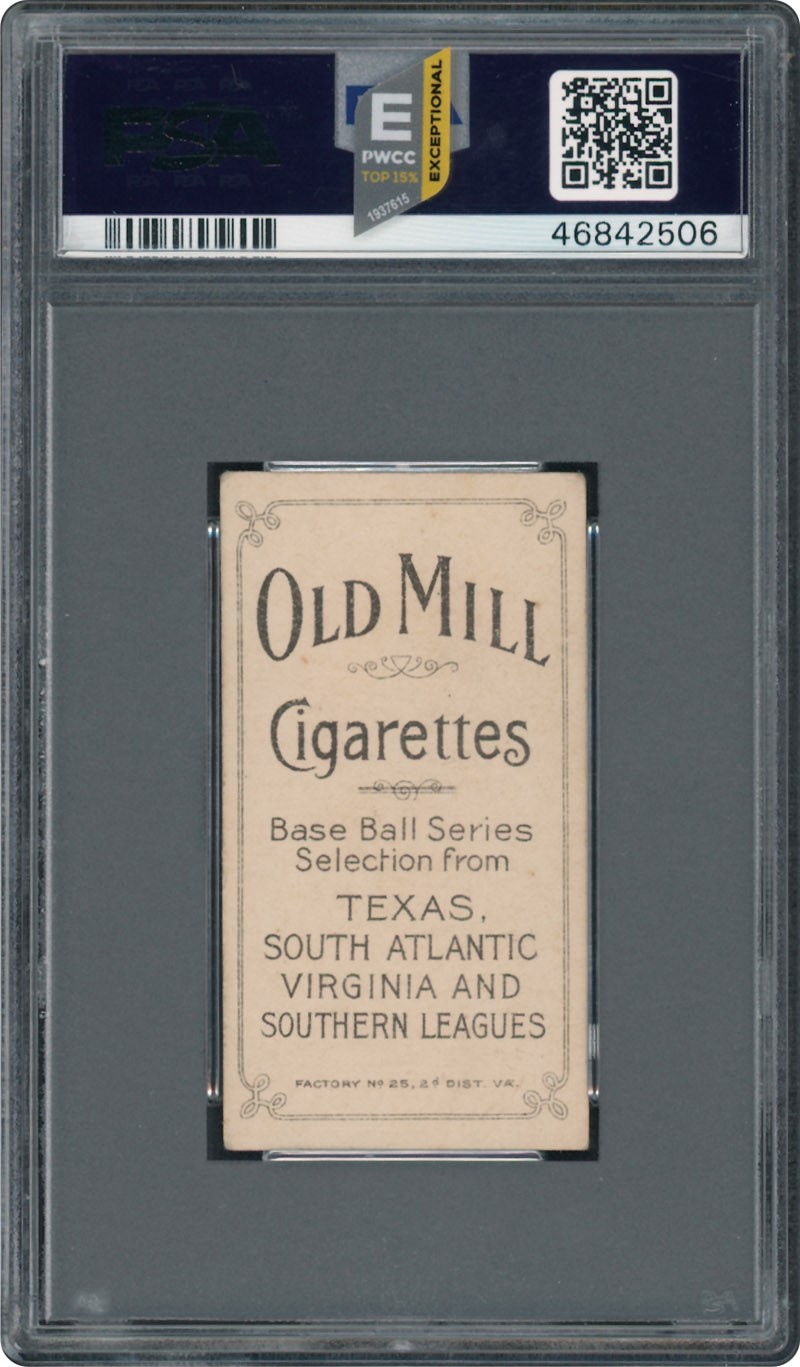 PSA
E
PWCC
TOP 15%
EXCEPTIONAL
1937615
46842506
OLD MILL
Cigarettes
Base Ball Series
Selection from
TEXAS,
SOUTH ATLANTIC
VIRGINIA AND
SOUTHERN LEAGUES
FACTORY Nº 25, 2ᵈ DIST. VA.